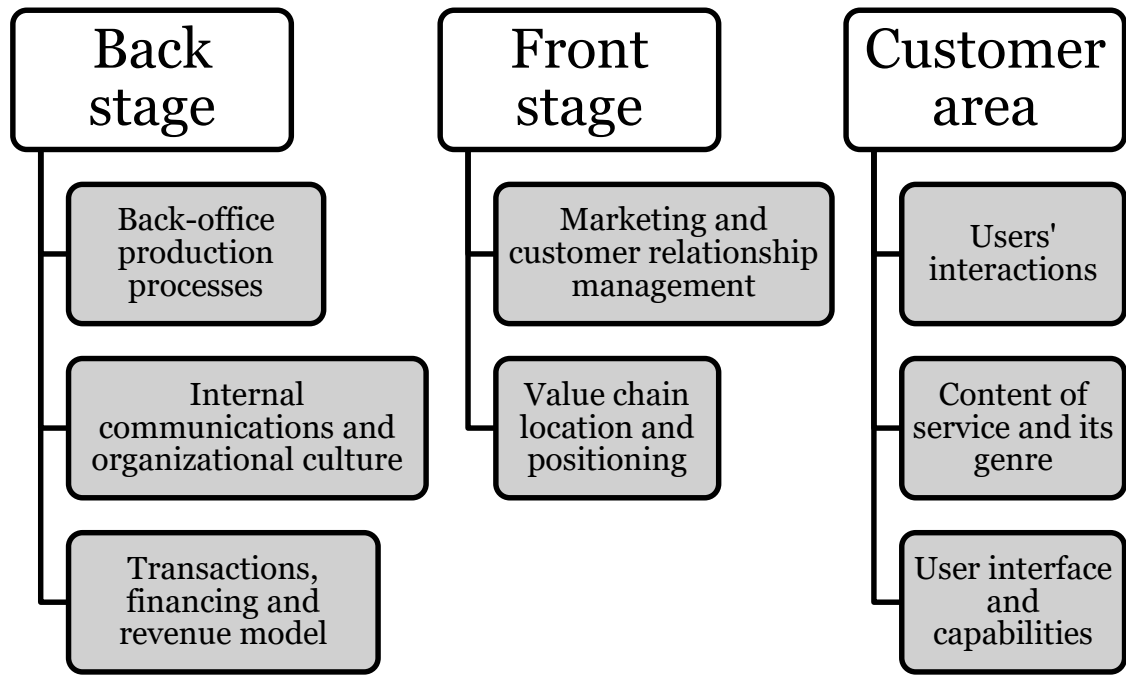 Back
stage
Back-office
production
processes
Internal
communications and
organizational culture
Transactions,
financing and
revenue model
Front
stage
Marketing and
customer relationship
management
Value chain
location and
positioning
Customer
area
Users'
interactions
Content of
service and its
genre
User interface
and
capabilities